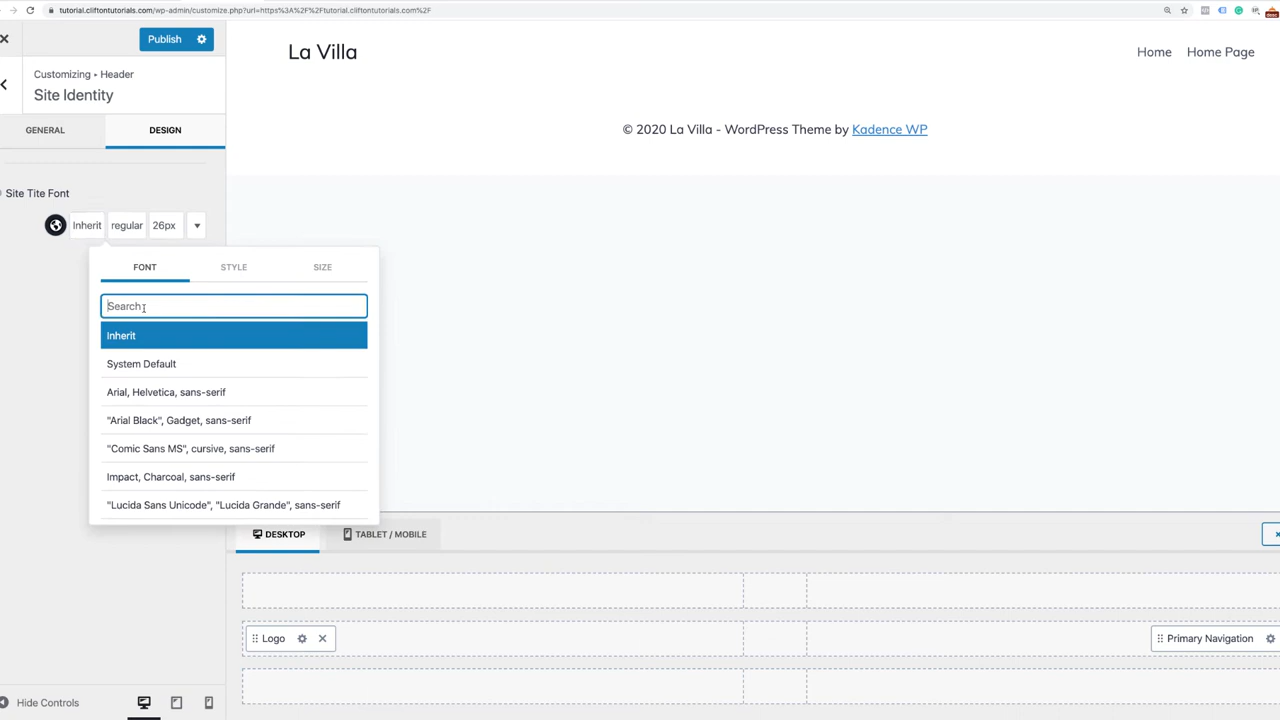 tutorial.cliftontutorials.com/wp-admin/customize.php?url=https%3A%2F%2Ftutorial.cliftontutorials.com%2F
Publish
Customizing ▸ Header
Site Identity
GENERAL
DESIGN
Site Tite Font
Inherit
regular
26px
FONT
STYLE
SIZE
Search
Inherit
System Default
Arial, Helvetica, sans-serif
"Arial Black", Gadget, sans-serif
"Comic Sans MS", cursive, sans-serif
Impact, Charcoal, sans-serif
"Lucida Sans Unicode", "Lucida Grande", sans-serif
Hide Controls
La Villa
Home
Home Page
© 2020 La Villa - WordPress Theme by Kadence WP
DESKTOP
TABLET / MOBILE
Logo
Primary Navigation